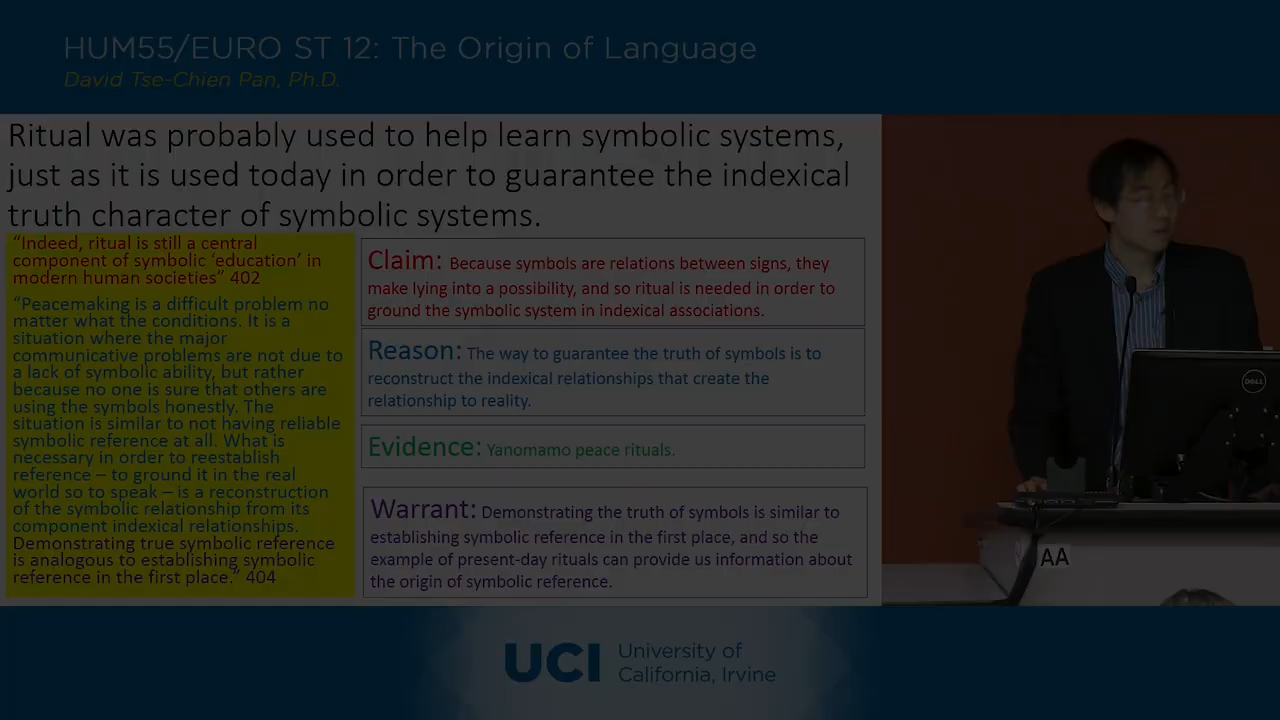 HUM55/EURO ST 12: The Origin of Language
David Tse-Chien Pan, Ph.D.
Ritual was probably used to help learn symbolic systems,
just as it is used today in order to guarantee the indexical
truth character of symbolic systems.
“Indeed, ritual is still a central
component of symbolic ‘education’ in
modern human societies” 402
“Peacemaking is a difficult problem no
matter what the conditions. It is a
situation where the major
communicative problems are not due to
a lack of symbolic ability, but rather
because no one is sure that others are
using the symbols honestly. The
situation is similar to not having reliable
symbolic reference at all. What is
necessary in order to reestablish
reference – to ground it in the real
world so to speak – is a reconstruction
of the symbolic relationship from its
component indexical relationships.
Demonstrating true symbolic reference
is analogous to establishing symbolic
reference in the first place.” 404
Claim: Because symbols are relations between signs, they
make lying into a possibility, and so ritual is needed in order to
ground the symbolic system in indexical associations.
Reason: The way to guarantee the truth of symbols is to
reconstruct the indexical relationships that create the
relationship to reality.
Evidence: Yanomamo peace rituals.
Warrant: Demonstrating the truth of symbols is similar to
establishing symbolic reference in the first place, and so the
example of present-day rituals can provide us information about
the origin of symbolic reference.
DELL
AA
UCI University of
California, Irvine